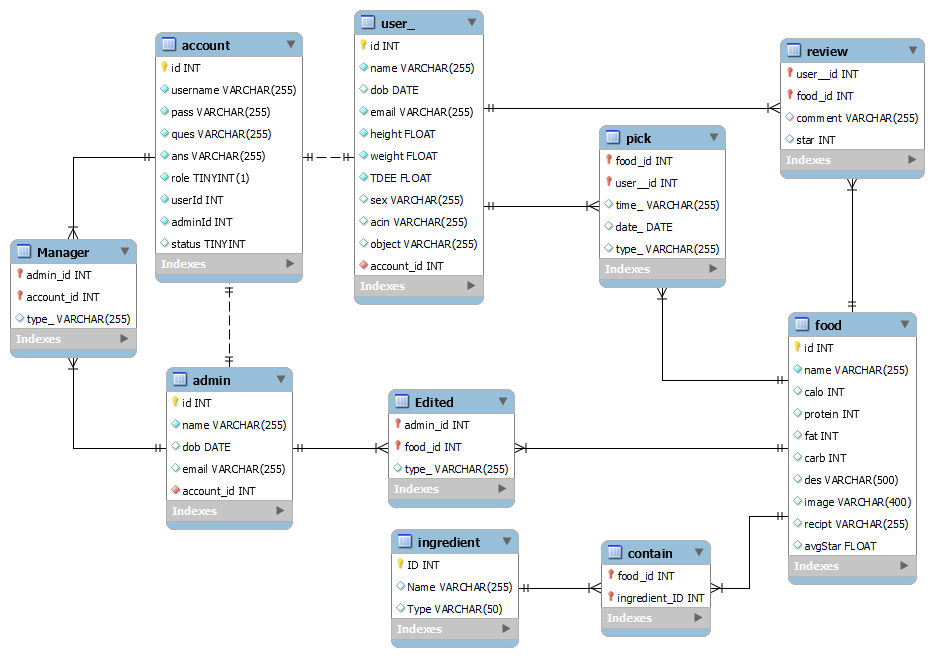 account
id INT
username VARCHAR(255)
pass VARCHAR(255)
ques VARCHAR(255)
ans VARCHAR(255)
role TINYINT(1)
userId INT
adminId INT
status TINYINT
Indexes
user_
id INT
name VARCHAR(255)
dob DATE
email VARCHAR(255)
height FLOAT
weight FLOAT
TDEE FLOAT
sex VARCHAR(255)
acin VARCHAR(255)
object VARCHAR(255)
account_id INT
Indexes
review
user__id INT
food_id INT
comment VARCHAR(255)
star INT
Indexes
pick
food_id INT
user__id INT
time_ VARCHAR(255)
date_ DATE
type_ VARCHAR(255)
Indexes
Manager
admin_id INT
account_id INT
type_ VARCHAR(255)
Indexes
admin
id INT
name VARCHAR(255)
dob DATE
email VARCHAR(255)
account_id INT
Indexes
Edited
admin_id INT
food_id INT
type_ VARCHAR(255)
Indexes
food
id INT
name VARCHAR(255)
calo INT
protein INT
fat INT
carb INT
des VARCHAR(500)
image VARCHAR(400)
recipt VARCHAR(255)
avgStar FLOAT
Indexes
ingredient
ID INT
Name VARCHAR(255)
Type VARCHAR(50)
Indexes
contain
food_id INT
ingredient_ID INT
Indexes